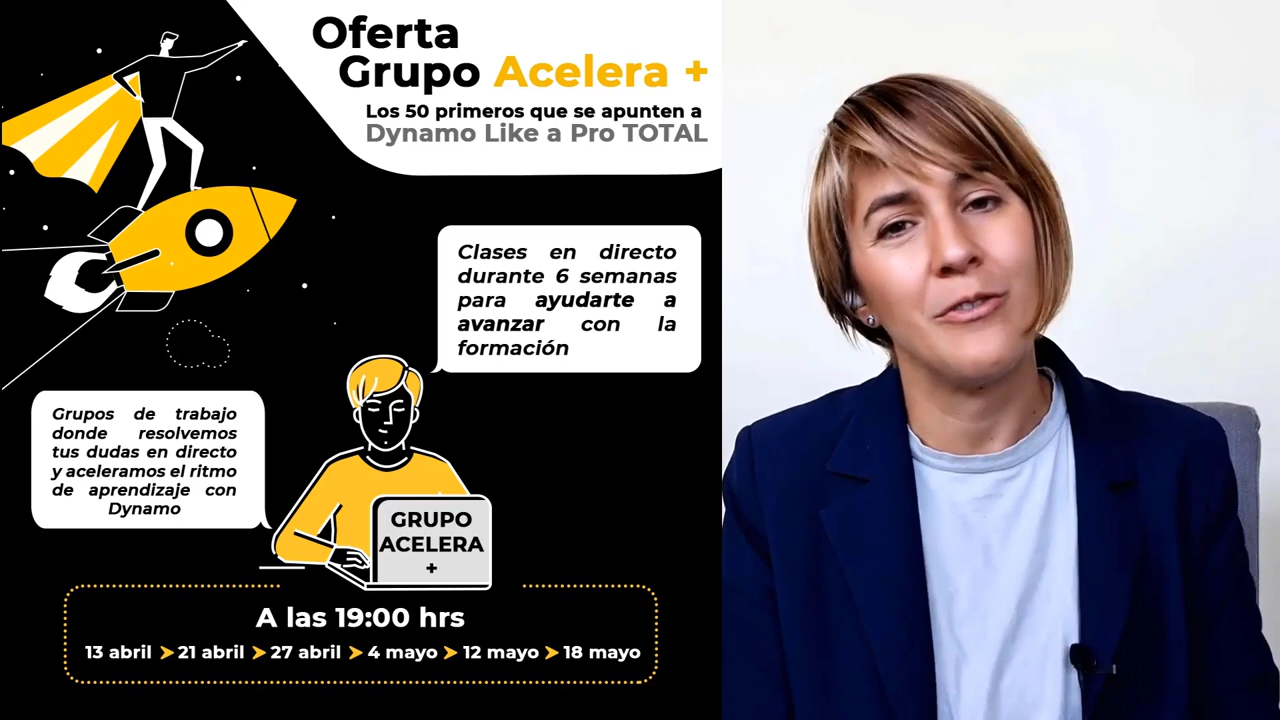 Oferta
Grupo Acelera +
Los 50 primeros que se apunten a
Dynamo Like a Pro TOTAL
Clases en directo
durante 6 semanas
para ayudarte a
avanzar con la
formación
Grupos de trabajo
donde resolvemos
tus dudas en directo
y aceleramos el ritmo
de aprendizaje con
Dynamo
GRUPO
ACELERA
+
A las 19:00 hrs
13 abril ➤ 21 abril ➤ 27 abril ➤ 4 mayo ➤ 12 mayo ➤ 18 mayo